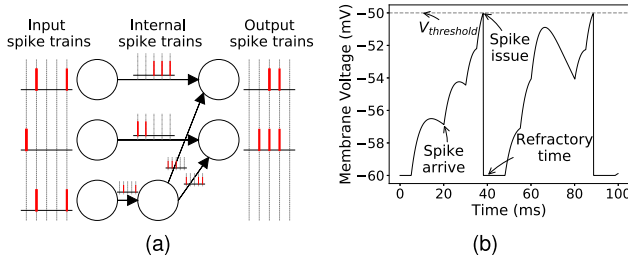 Input
spike trains
Internal
spike trains
Output
spike trains
(a)
Membrane Voltage (mV)
−50
−52
−54
−56
−58
−60
0
20
40
60
80
100
Time (ms)
V_threshold
Spike
issue
Spike
arrive
Refractory
time
(b)